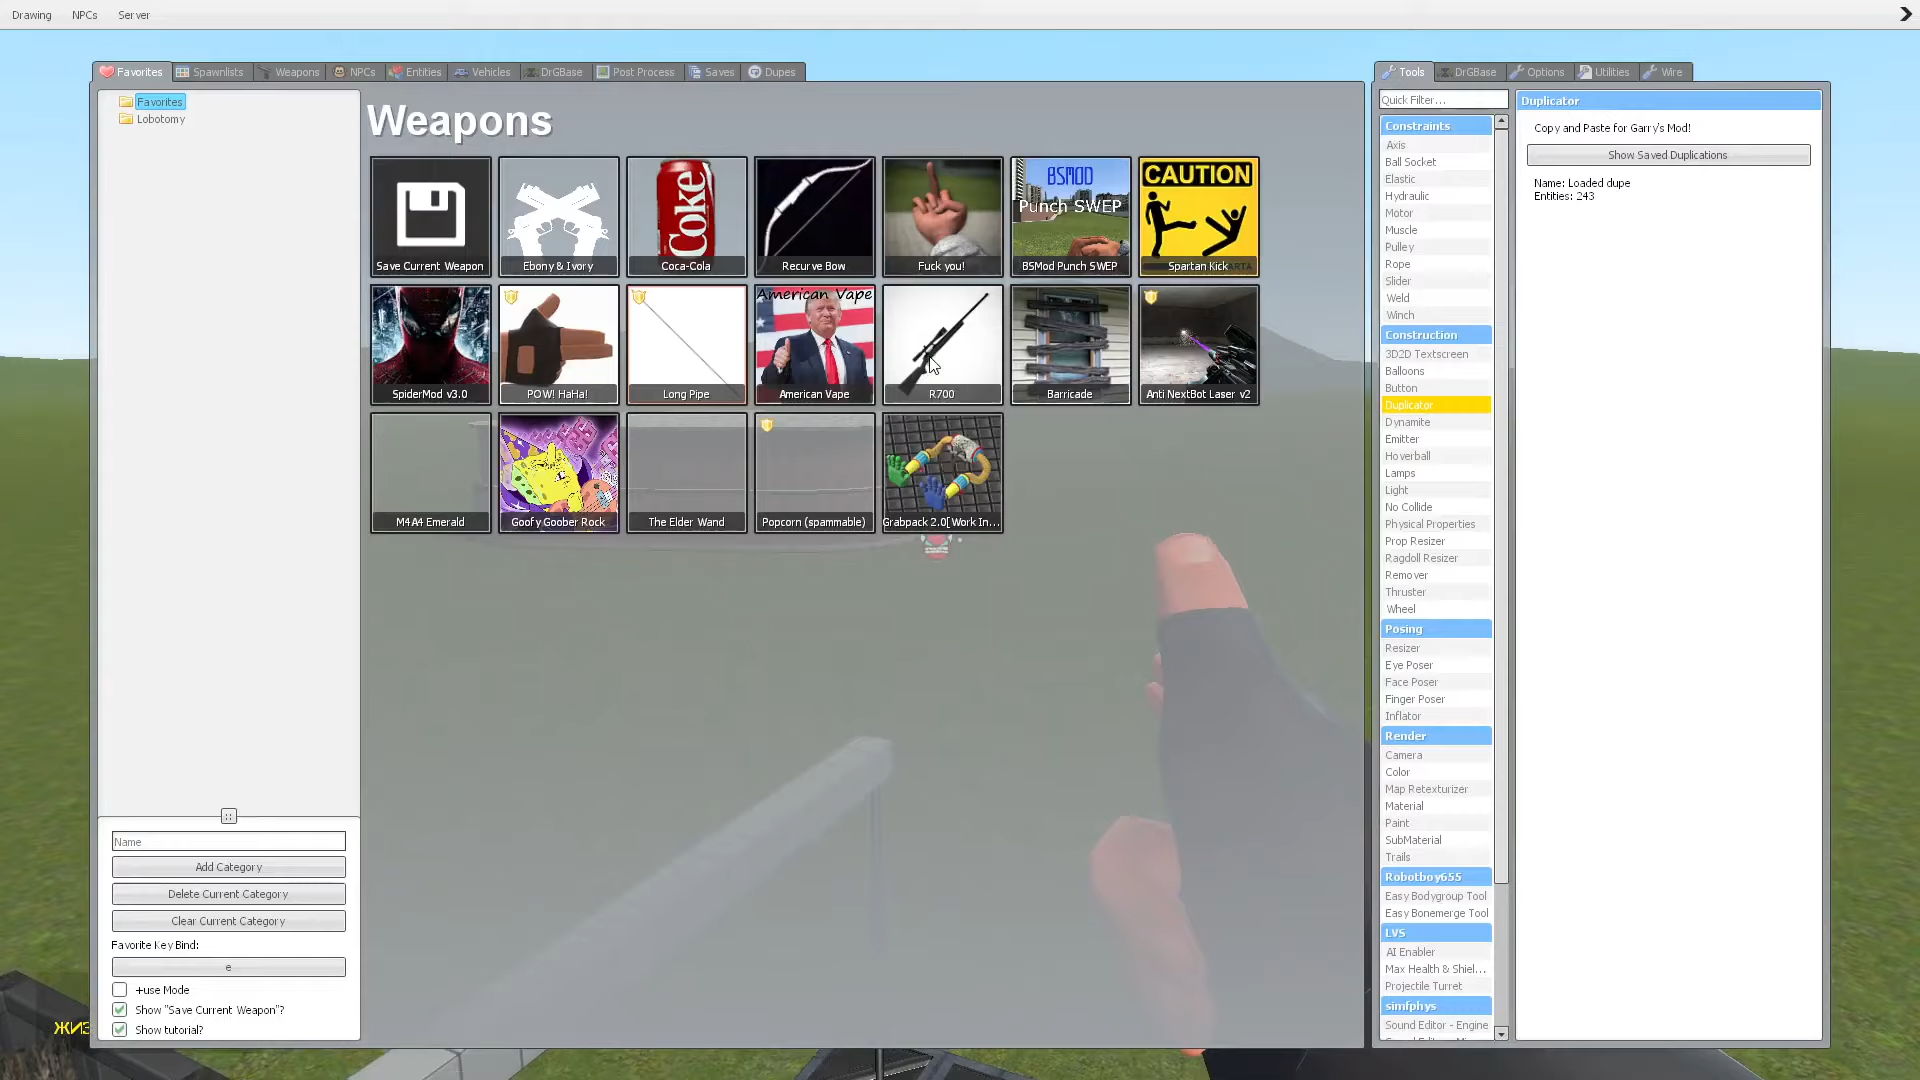 Drawing NPCs Server
Favorites Spawnlists Weapons NPCs Entities Vehicles DrGBase Post Process Saves Dupes
Favorites
Lobotomy
Weapons
Save Current Weapon
Ebony & Ivory
Coke
Coca-Cola
Recurve Bow
Fuck you!
BSMOD
Punch SWEP
BSMod Punch SWEP
CAUTION
Spartan Kick
SpiderMod v3.0
POW! HaHa!
Long Pipe
American Vape
American Vape
R700
Barricade
Anti NextBot Laser v2
M4A4 Emerald
Goofy Goober Rock
The Elder Wand
Popcorn (spammable)
Grabpack 2.0[Work In...
Name
Add Category
Delete Current Category
Clear Current Category
Favorite Key Bind:
e
+use Mode
Show "Save Current Weapon"?
Show tutorial?
ЖИЗ
Tools DrGBase Options Utilities Wire
Quick Filter...
Constraints
Axis
Ball Socket
Elastic
Hydraulic
Motor
Muscle
Pulley
Rope
Slider
Weld
Winch
Construction
3D2D Textscreen
Balloons
Button
Duplicator
Dynamite
Emitter
Hoverball
Lamps
Light
No Collide
Physical Properties
Prop Resizer
Ragdoll Resizer
Remover
Thruster
Wheel
Posing
Resizer
Eye Poser
Face Poser
Finger Poser
Inflator
Render
Camera
Color
Map Retexturizer
Material
Paint
SubMaterial
Trails
Robotboy655
Easy Bodygroup Tool
Easy Bonemerge Tool
LVS
AI Enabler
Max Health & Shiel...
Projectile Turret
simfphys
Sound Editor - Engine
Duplicator
Copy and Paste for Garry's Mod!
Show Saved Duplications
Name: Loaded dupe
Entities: 243